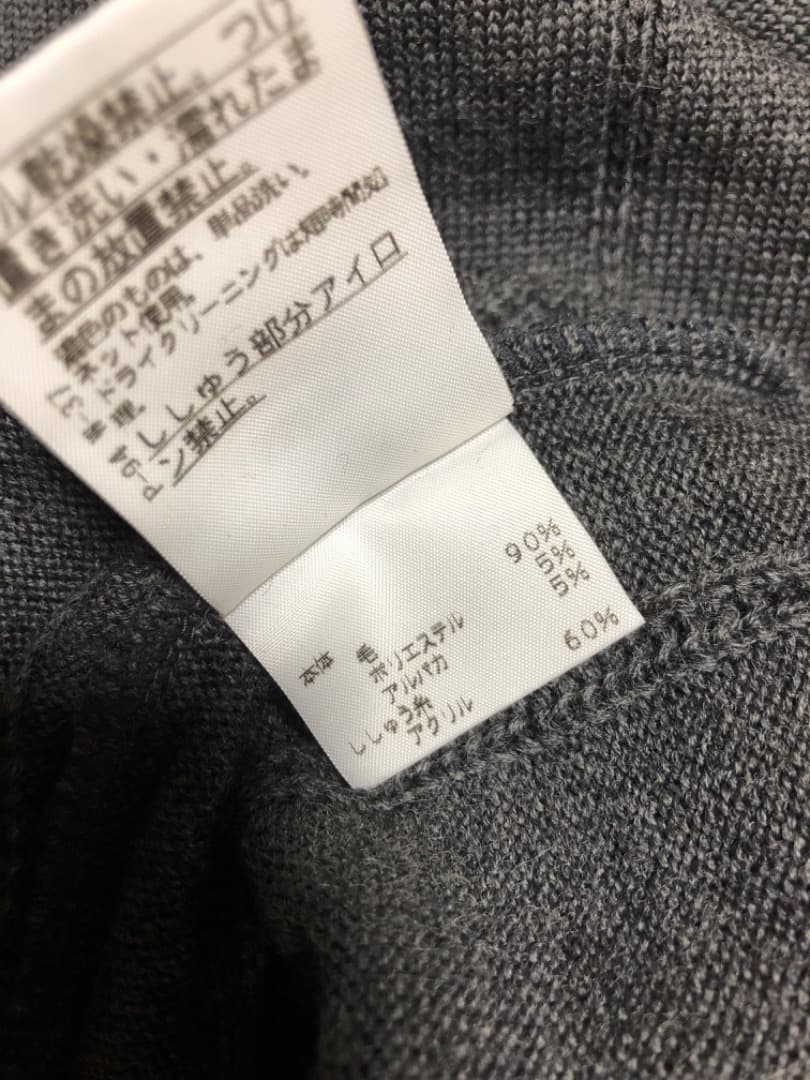 ル乾燥禁止。つけ
置き洗い・濡れたま
まの放置禁止。
着色のものは、単品洗い。
ネット使用。
ドライクリーニングは短時間処
理。
ししゅう部分アイロ
ン禁止。
W-37
P-94
本体 毛 90%
ポリエステル 5%
アルパカ 5%
ししゅう糸
アクリル 60%